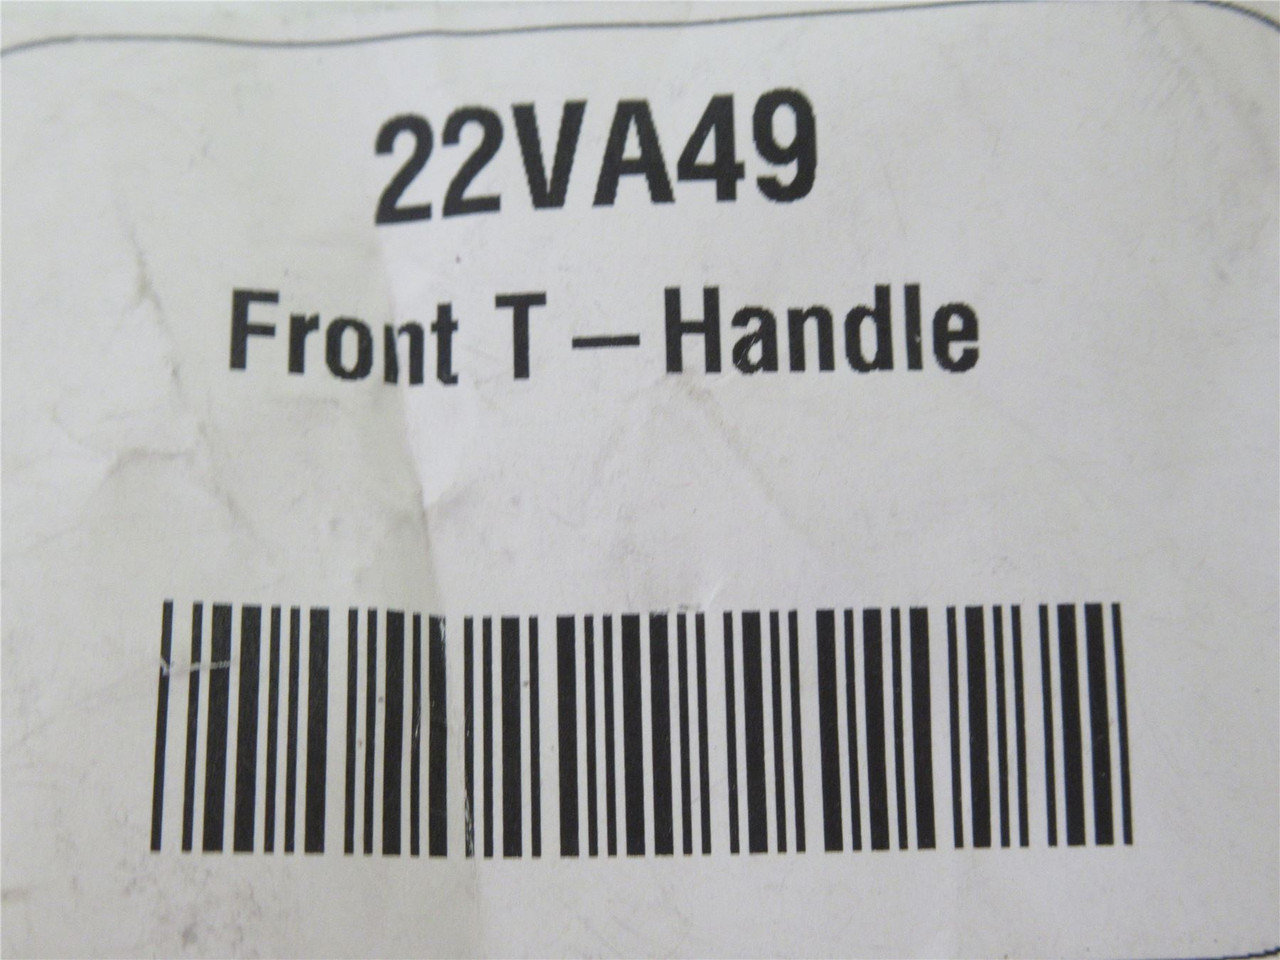 22VA49
Front T – Handle